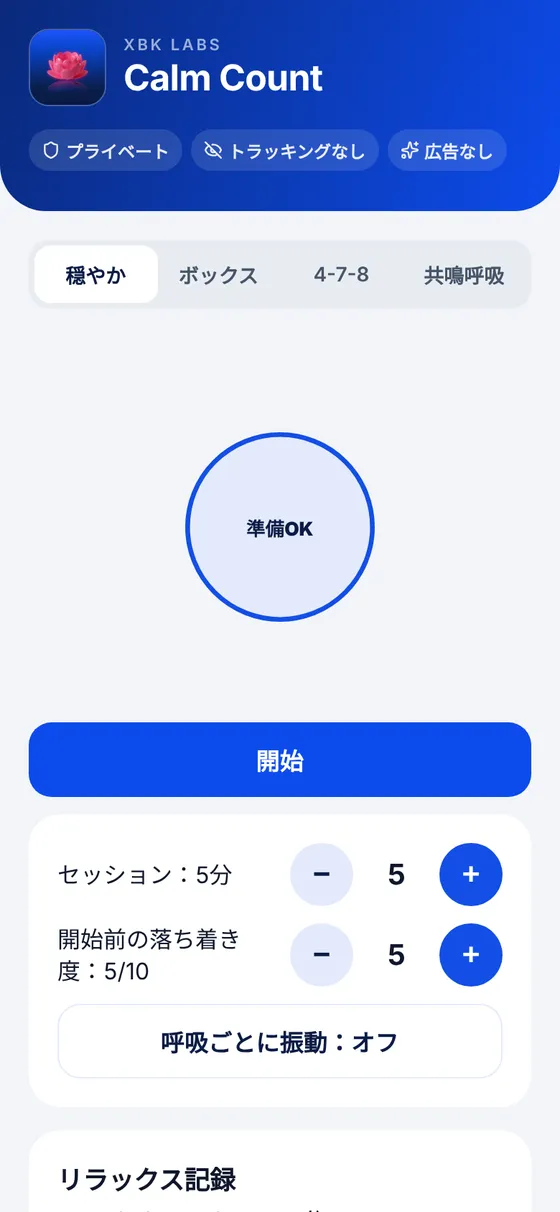 XBK LABS
Calm Count
プライベート
トラッキングなし
広告なし
穏やか
ボックス
4-7-8
共鳴呼吸
準備OK
開始
セッション：5分
− 5 +
開始前の落ち着き
度：5/10
− 5 +
呼吸ごとに振動：オフ
リラックス記録